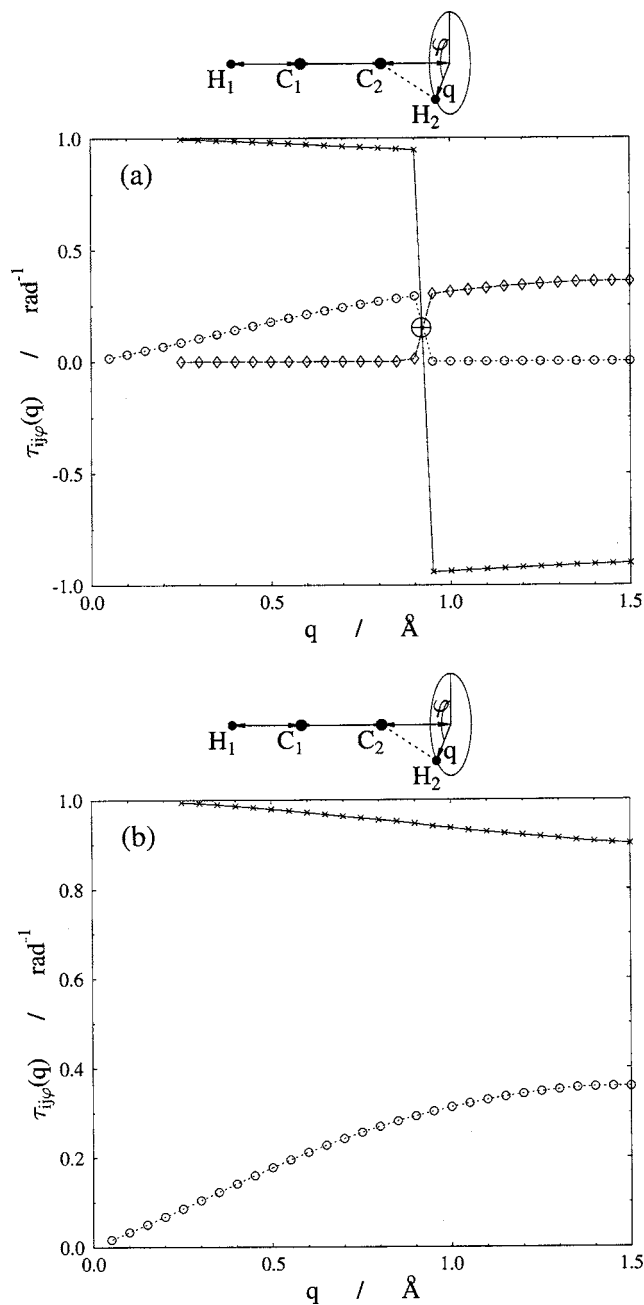 φ
q
H₁ C₁ C₂ H₂
1.0
(a)
0.5
0.0
-0.5
-1.0
τijφ(q) / rad⁻¹
0.0 0.5 1.0 1.5
q / Å
φ
q
H₁ C₁ C₂ H₂
1.0
(b)
0.8
0.6
0.4
0.2
0.0
τijφ(q) / rad⁻¹
0.0 0.5 1.0 1.5
q / Å